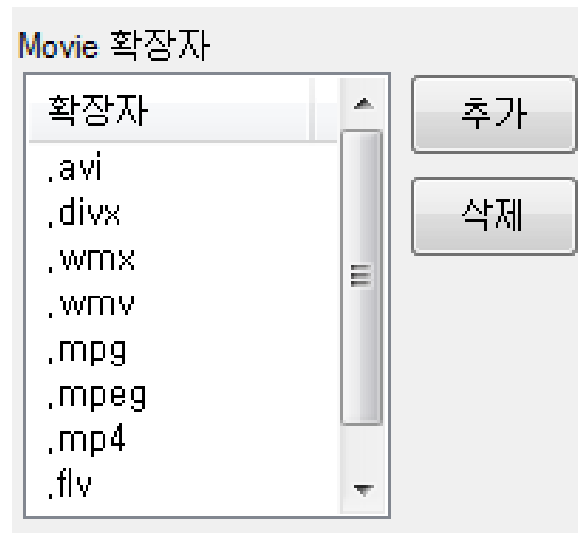 Movie 확장자
확장자
추가
.avi
.divx
삭제
.wmx
.wmv
.mpg
.mpeg
.mp4
.flv